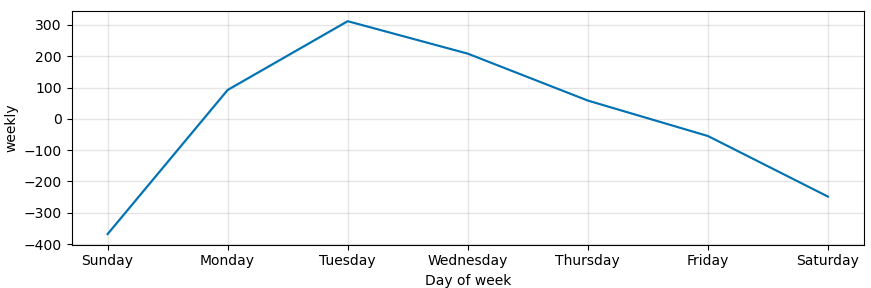 300
200
100
0
−100
−200
−300
−400
weekly
Sunday Monday Tuesday Wednesday Thursday Friday Saturday
Day of week